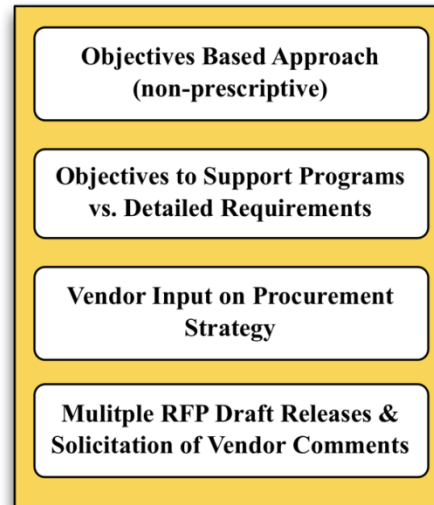 Objectives Based Approach
(non-prescriptive)
Objectives to Support Programs
vs. Detailed Requirements
Vendor Input on Procurement
Strategy
Mulitple RFP Draft Releases &
Solicitation of Vendor Comments